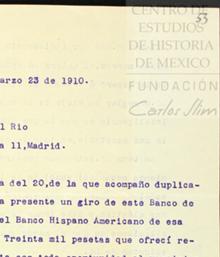 53
CENTRO DE
ESTUDIOS
DE HISTORIA
DE MEXICO
FUNDACIÓN
Carlos Slim
arzo 23 de 1910.
l Rio
a 11,Madrid.
a del 20,de la que acompaño duplica-
a presente un giro de este Banco de
el Banco Hispano Americano de esa
Treinta mil pesetas que ofrecí re-